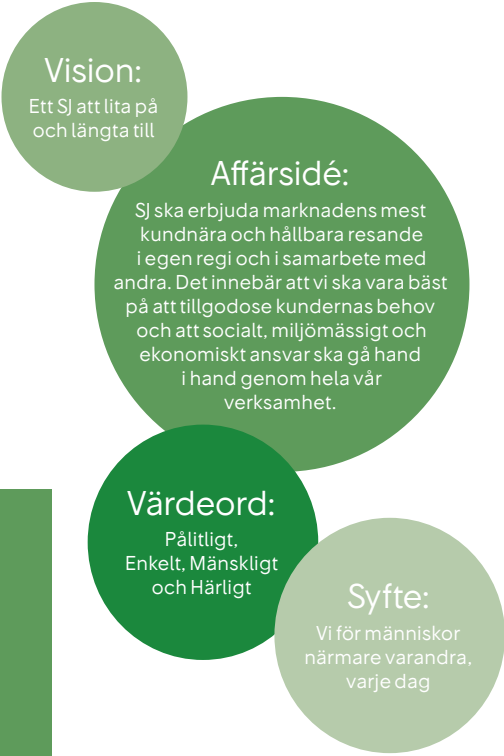 Vision:
Ett SJ att lita på
och längta till
Affärsidé:
SJ ska erbjuda marknadens mest
kundnära och hållbara resande
i egen regi och i samarbete med
andra. Det innebär att vi ska vara bäst
på att tillgodose kundernas behov
och att socialt, miljömässigt och
ekonomiskt ansvar ska gå hand
i hand genom hela vår
verksamhet.
Värdeord:
Pålitligt,
Enkelt, Mänskligt
och Härligt
Syfte:
Vi för människor
närmare varandra,
varje dag